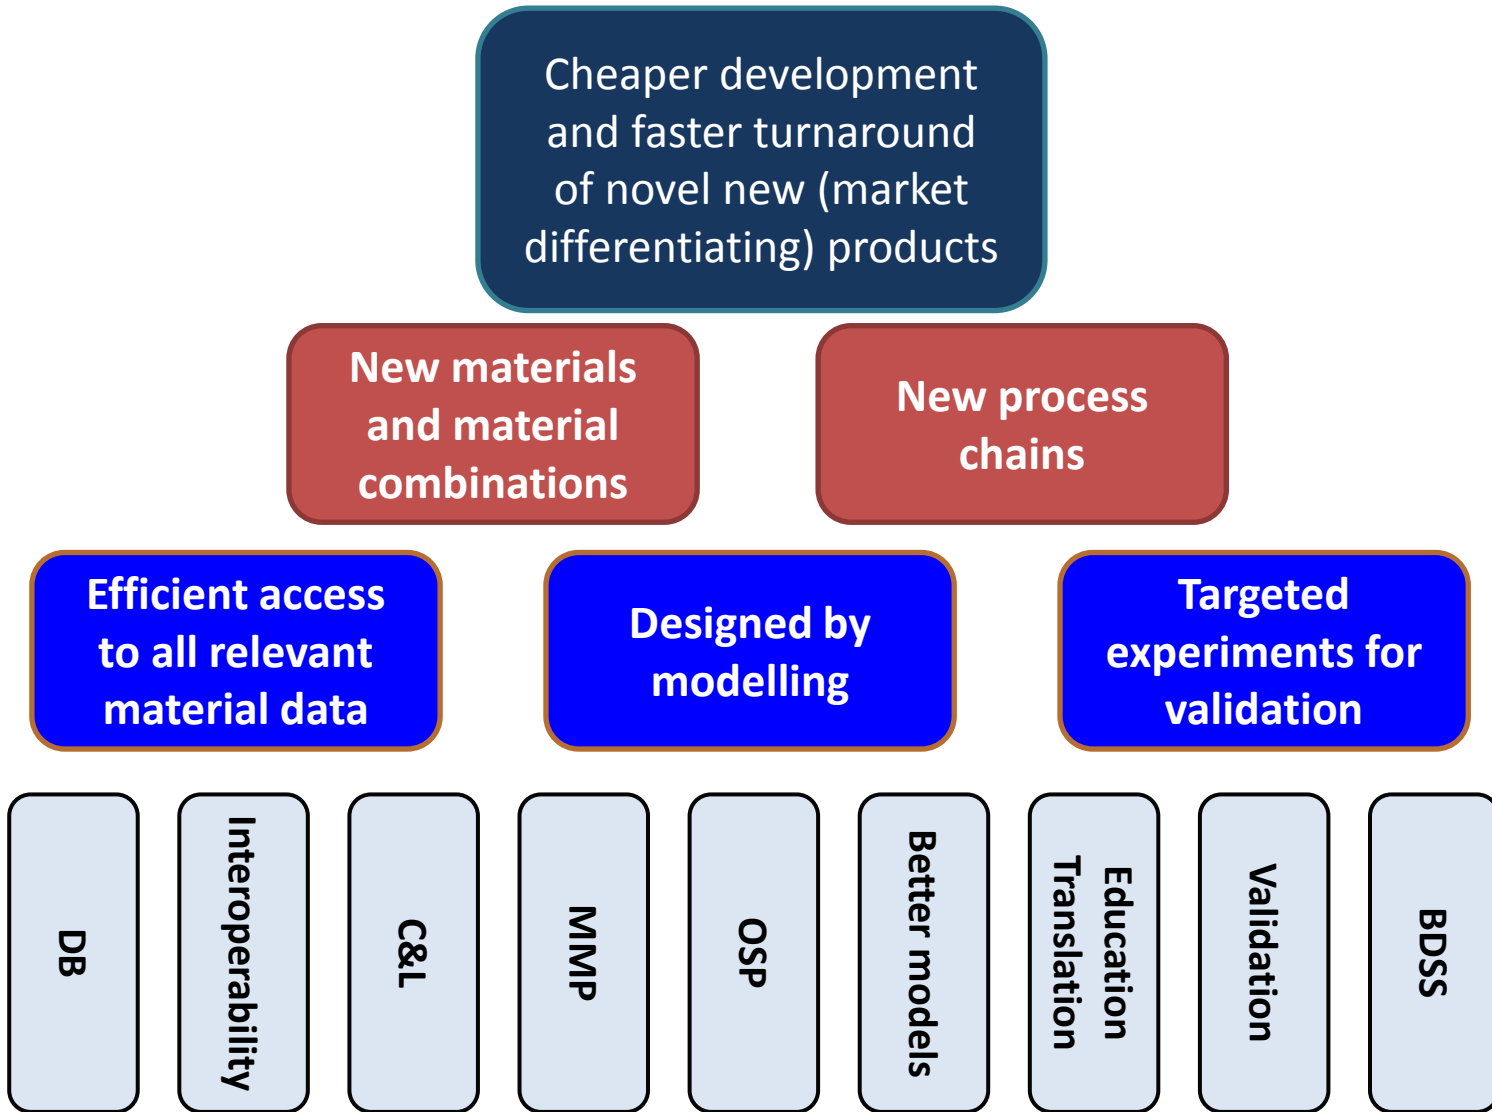 Cheaper development
and faster turnaround
of novel new (market
differentiating) products
New materials
and material
combinations
New process
chains
Efficient access
to all relevant
material data
Designed by
modelling
Targeted
experiments for
validation
DB
Interoperability
C&L
MMP
OSP
Better models
Education
Translation
Validation
BDSS